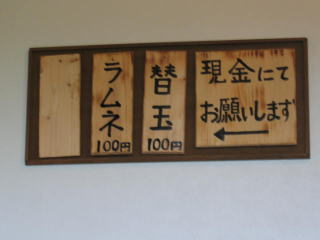 現金にて
お願いします
替玉
100円
ラムネ
100円